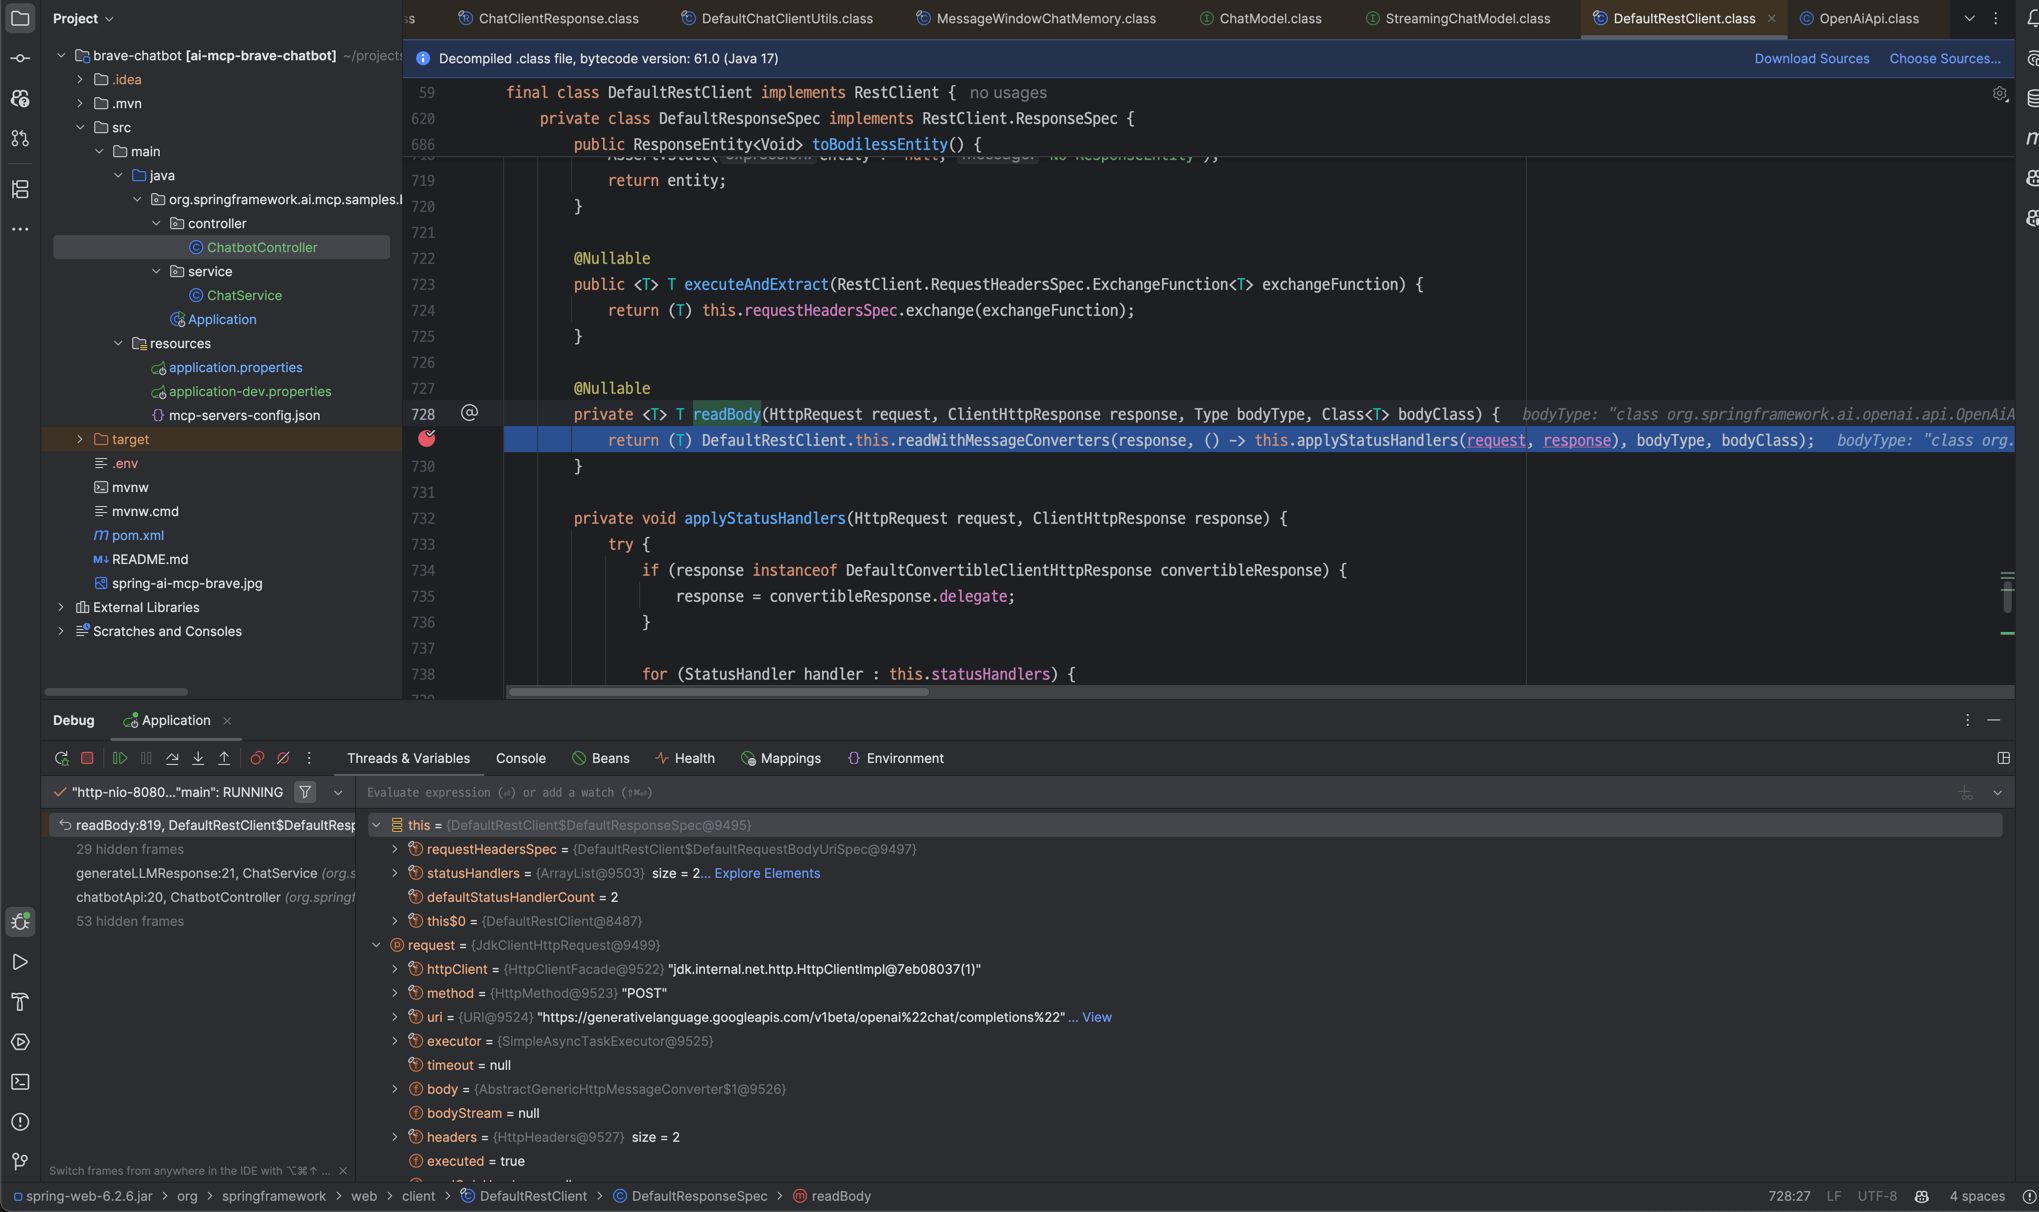 Project
s
ChatClientResponse.class
DefaultChatClientUtils.class
MessageWindowChatMemory.class
ChatModel.class
StreamingChatModel.class
DefaultRestClient.class
OpenAiApi.class
brave-chatbot [ai-mcp-brave-chatbot] ~/projects
.idea
.mvn
src
main
java
org.springframework.ai.mcp.samples.b
controller
ChatbotController
service
ChatService
Application
resources
application.properties
application-dev.properties
mcp-servers-config.json
target
.env
mvnw
mvnw.cmd
pom.xml
README.md
spring-ai-mcp-brave.jpg
External Libraries
Scratches and Consoles
Decompiled .class file, bytecode version: 61.0 (Java 17)
Download Sources
Choose Sources...
59 final class DefaultRestClient implements RestClient { no usages
620 private class DefaultResponseSpec implements RestClient.ResponseSpec {
686 public ResponseEntity<Void> toBodilessEntity() {
719 return entity;
720 }
721
722 @Nullable
723 public <T> T executeAndExtract(RestClient.RequestHeadersSpec.ExchangeFunction<T> exchangeFunction) {
724 return (T) this.requestHeadersSpec.exchange(exchangeFunction);
725 }
726
727 @Nullable
728 private <T> T readBody(HttpRequest request, ClientHttpResponse response, Type bodyType, Class<T> bodyClass) { bodyType: "class org.springframework.ai.openai.api.OpenAiA
return (T) DefaultRestClient.this.readWithMessageConverters(response, () -> this.applyStatusHandlers(request, response), bodyType, bodyClass); bodyType: "class org.
730 }
731
732 private void applyStatusHandlers(HttpRequest request, ClientHttpResponse response) {
733 try {
734 if (response instanceof DefaultConvertibleClientHttpResponse convertibleResponse) {
735 response = convertibleResponse.delegate;
736 }
737
738 for (StatusHandler handler : this.statusHandlers) {
Debug
Application
Threads & Variables
Console
Beans
Health
Mappings
Environment
"http-nio-8080..."main": RUNNING
Evaluate expression (⏎) or add a watch (⇧⌘⏎)
readBody:819, DefaultRestClient$DefaultResp
29 hidden frames
generateLLMResponse:21, ChatService (org.s
chatbotApi:20, ChatbotController (org.springf
53 hidden frames
Switch frames from anywhere in the IDE with ⌥⌘↑ ...
this = {DefaultRestClient$DefaultResponseSpec@9495}
requestHeadersSpec = {DefaultRestClient$DefaultRequestBodyUriSpec@9497}
statusHandlers = {ArrayList@9503} size = 2... Explore Elements
defaultStatusHandlerCount = 2
this$0 = {DefaultRestClient@8487}
request = {JdkClientHttpRequest@9499}
httpClient = {HttpClientFacade@9522} "jdk.internal.net.http.HttpClientImpl@7eb08037(1)"
method = {HttpMethod@9523} "POST"
uri = {URI@9524} "https://generativelanguage.googleapis.com/v1beta/openai%22chat/completions%22" ... View
executor = {SimpleAsyncTaskExecutor@9525}
timeout = null
body = {AbstractGenericHttpMessageConverter$1@9526}
bodyStream = null
headers = {HttpHeaders@9527} size = 2
executed = true
spring-web-6.2.6.jar > org > springframework > web > client > DefaultRestClient > DefaultResponseSpec > readBody
728:27 LF UTF-8 4 spaces